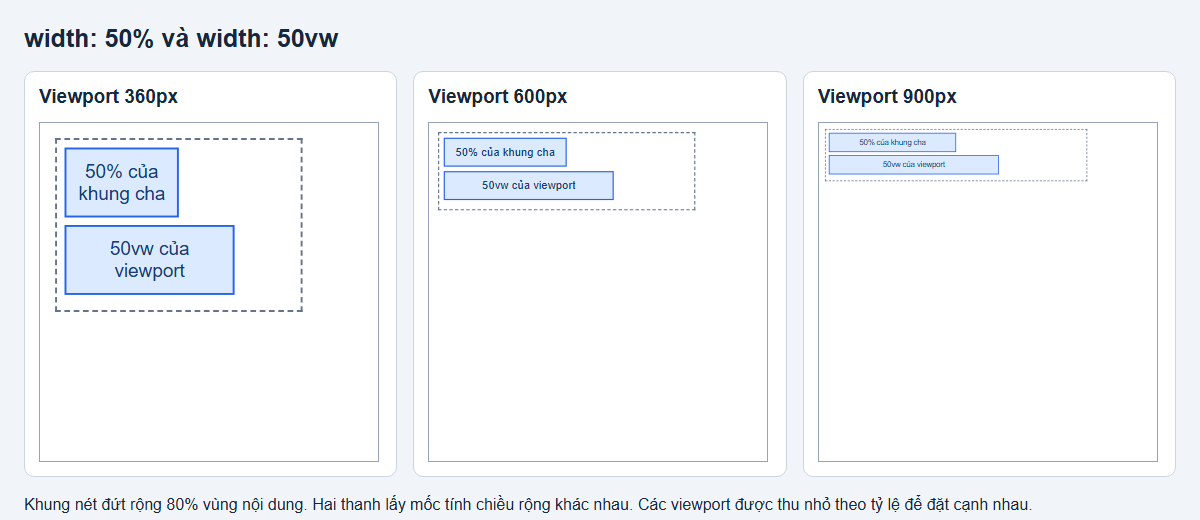 width: 50% và width: 50vw
Viewport 360px
50% của
khung cha
50vw của
viewport
Viewport 600px
50% của khung cha
50vw của viewport
Viewport 900px
50% của khung cha
50vw của viewport
Khung nét đứt rộng 80% vùng nội dung. Hai thanh lấy mốc tính chiều rộng khác nhau. Các viewport được thu nhỏ theo tỷ lệ để đặt cạnh nhau.